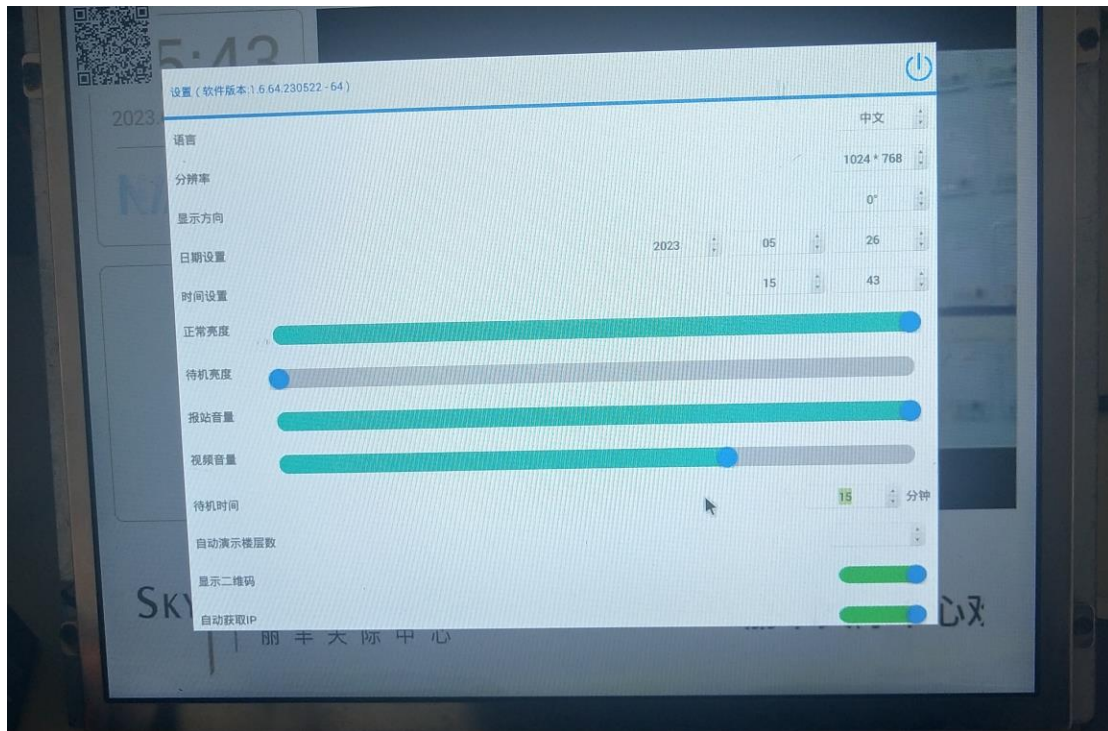 5:43
设置 ( 软件版本:1.6.64.230522 - 64 )
2023.
语言 中文
分辨率 1024 * 768
显示方向 0°
日期设置 2023 05 26
时间设置 15 43
正常亮度
待机亮度
报站音量
视频音量
待机时间 15 分钟
自动演示楼层数
显示二维码
自动获取IP
SKY
丽丰天际中心